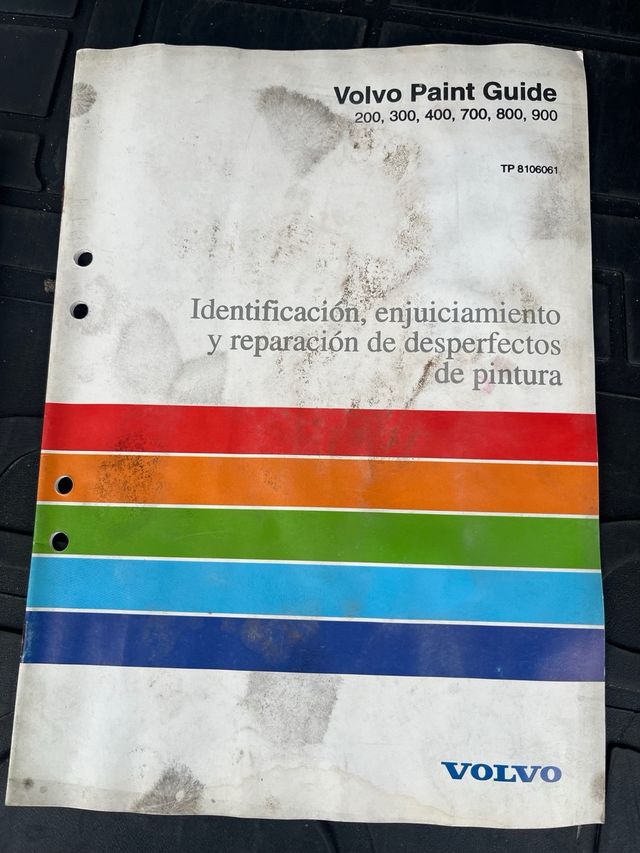 Volvo Paint Guide
200, 300, 400, 700, 800, 900
TP 8106061
Identificación, enjuiciamiento
y reparación de desperfectos
de pintura
VOLVO